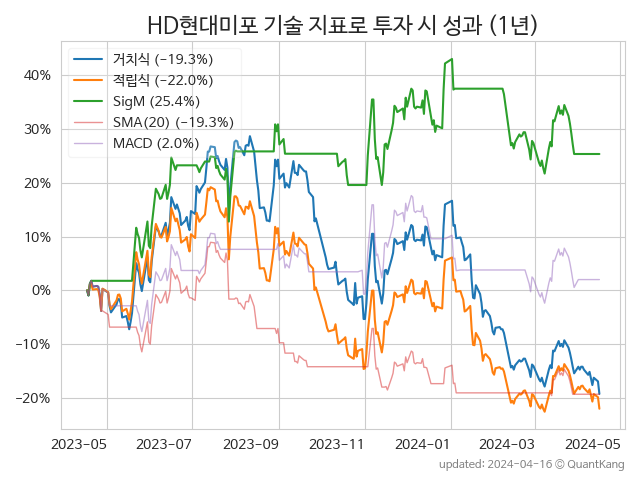 HD현대미포 기술 지표로 투자 시 성과 (1년)
거치식 (−19.3%)
적립식 (−22.0%)
SigM (25.4%)
SMA(20) (−19.3%)
MACD (2.0%)
40%
30%
20%
10%
0%
−10%
−20%
2023-05 2023-07 2023-09 2023-11 2024-01 2024-03 2024-05
updated: 2024-04-16 © QuantKang